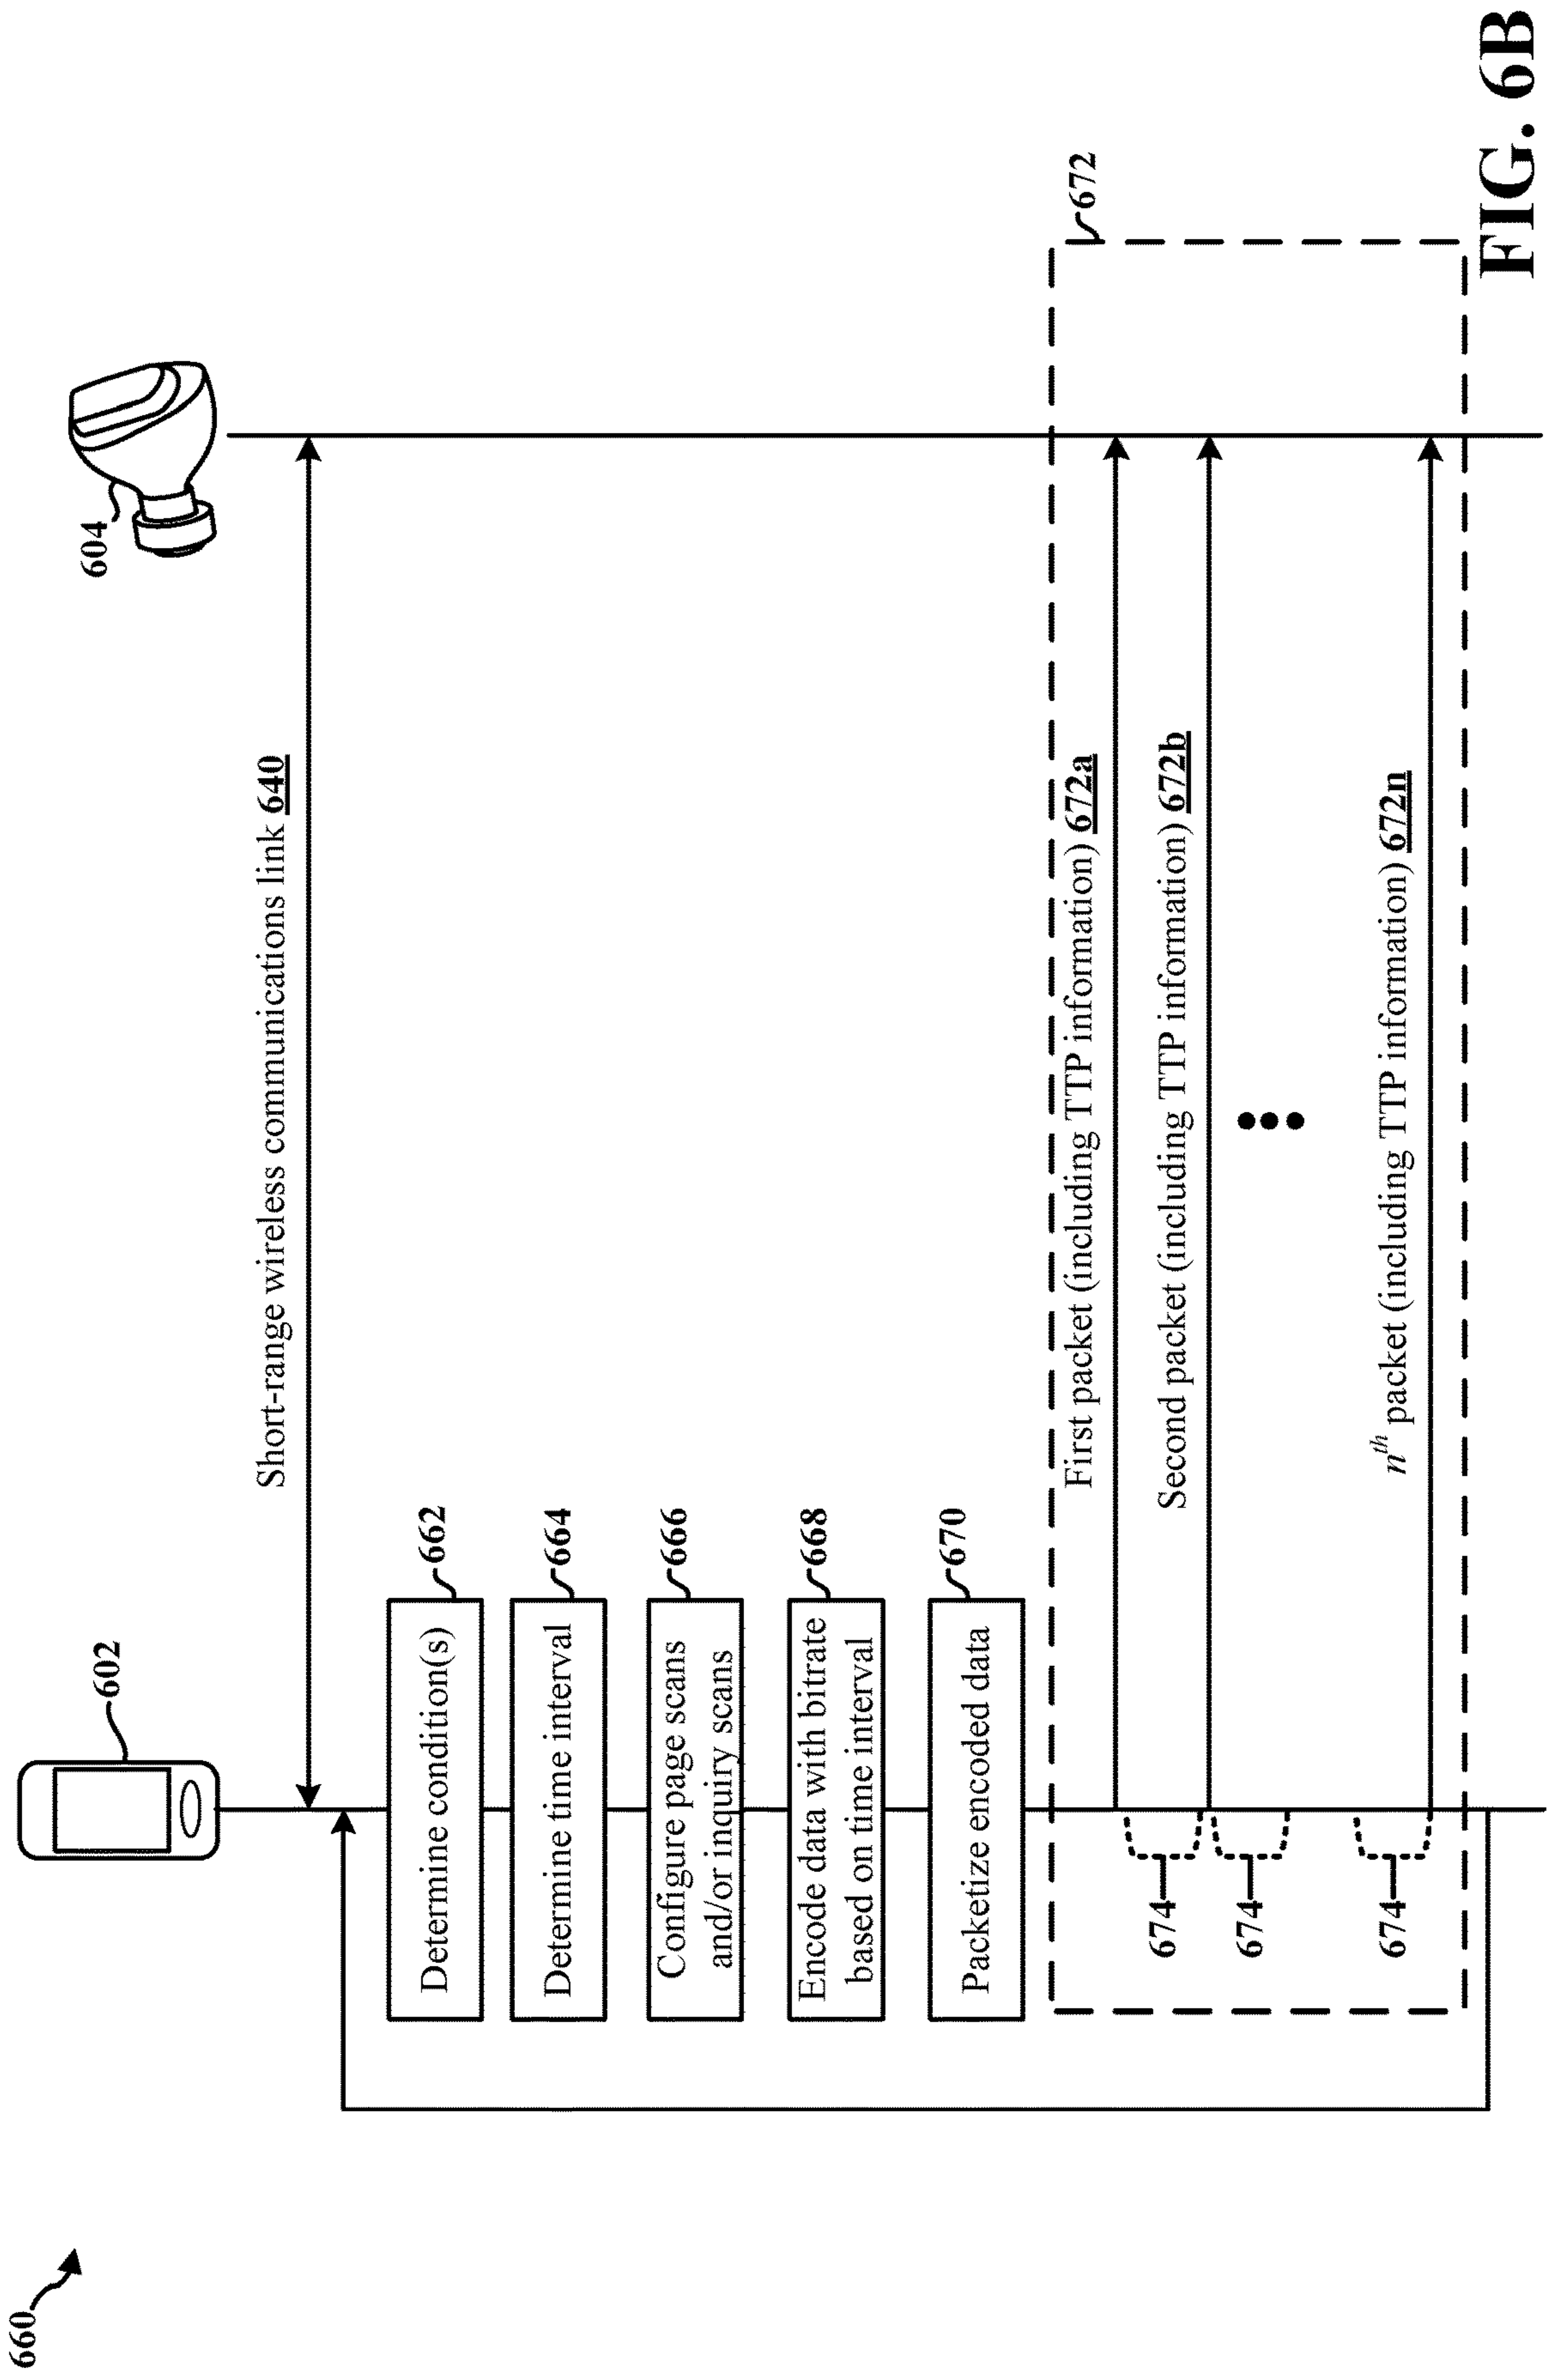 660
602
604
Short-range wireless communications link 640
Determine condition(s)
662
Determine time interval
664
Configure page scans
and/or inquiry scans
666
Encode data with bitrate
based on time interval
668
Packetize encoded data
670
672
First packet (including TTP information) 672a
674
Second packet (including TTP information) 672b
674
nth packet (including TTP information) 672n
674
FIG. 6B